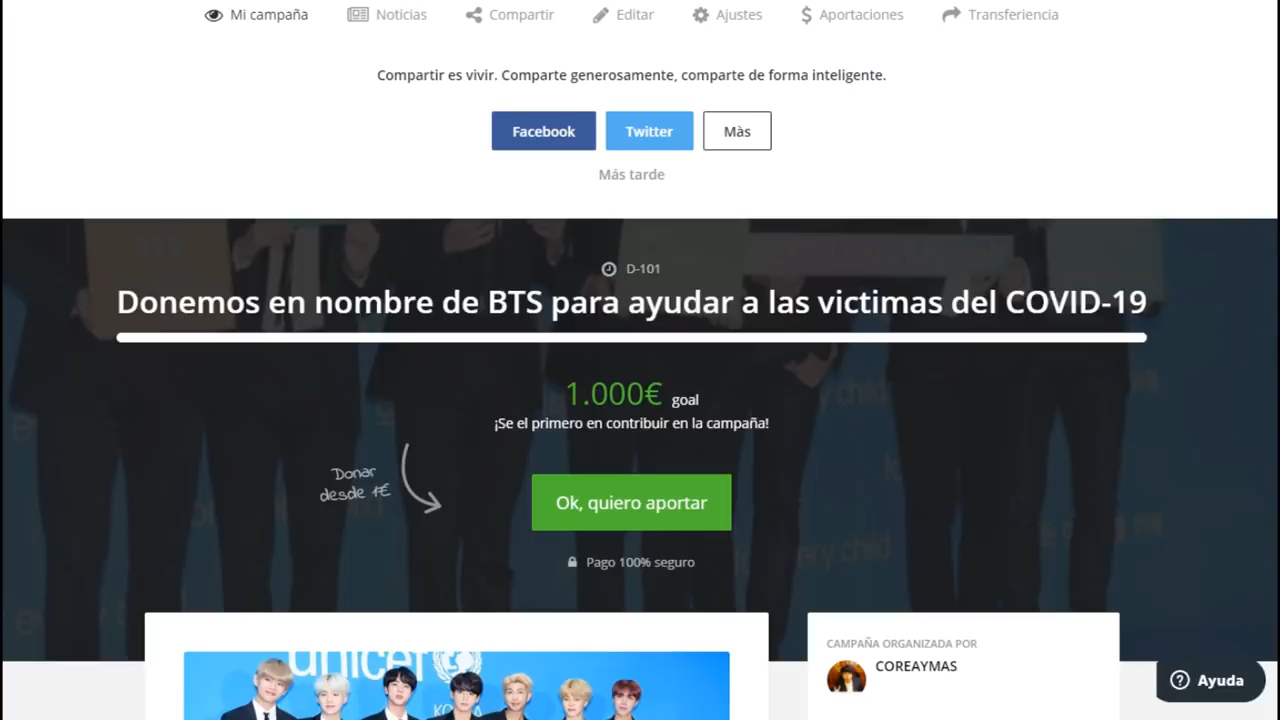 Mi campaña
Noticias
Compartir
Editar
Ajustes
Aportaciones
Transferiencia
Compartir es vivir. Comparte generosamente, comparte de forma inteligente.
Facebook
Twitter
Màs
Más tarde
D-101
Donemos en nombre de BTS para ayudar a las victimas del COVID-19
1.000€ goal
¡Se el primero en contribuir en la campaña!
Donar
desde 1€
Ok, quiero aportar
Pago 100% seguro
CAMPAÑA ORGANIZADA POR
COREAYMAS
unicef
Ayuda